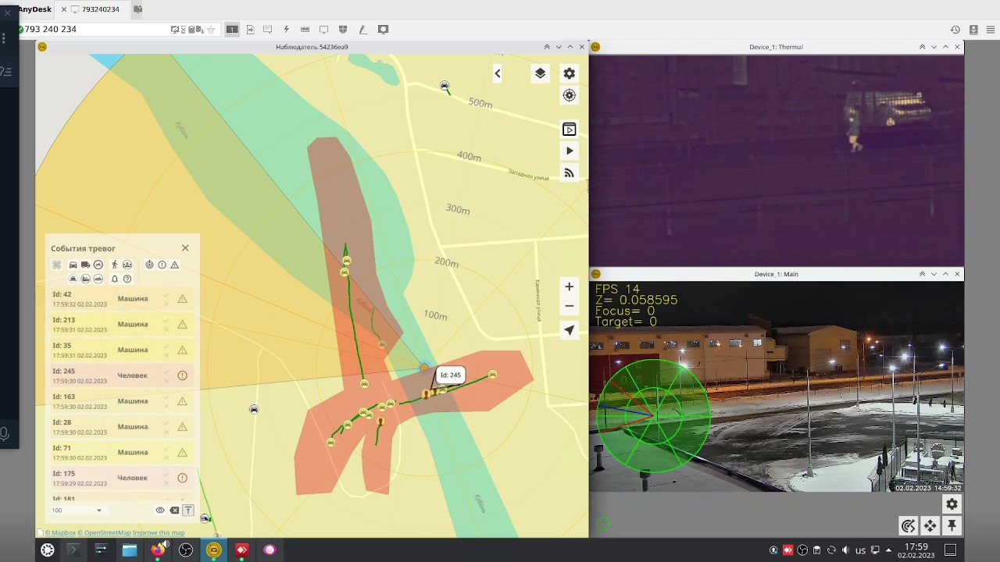 AnyDesk
793240234
793 240 234
1
Наблюдатель 54236ea9
Device_1: Thermal
500m
400m
Западная улица
Кубань
300m
200m
Каменная улица
100m
Кубань
Id: 245
Кубань
События тревог
Id: 42
Машина
17:59:32 02.02.2023
Id: 213
Машина
17:59:31 02.02.2023
Id: 35
Машина
17:59:31 02.02.2023
Id: 245
Человек
17:59:30 02.02.2023
Id: 163
Машина
17:59:30 02.02.2023
Id: 28
Машина
17:59:30 02.02.2023
Id: 71
Машина
17:59:30 02.02.2023
Id: 175
Человек
17:59:29 02.02.2023
Id: 181
100
© Mapbox © OpenStreetMap Improve this map
Device_1: Main
FPS 14
Z= 0.058595
Focus= 0
Target= 0
02.02.2023 14:59:32
US
17:59
02.02.2023